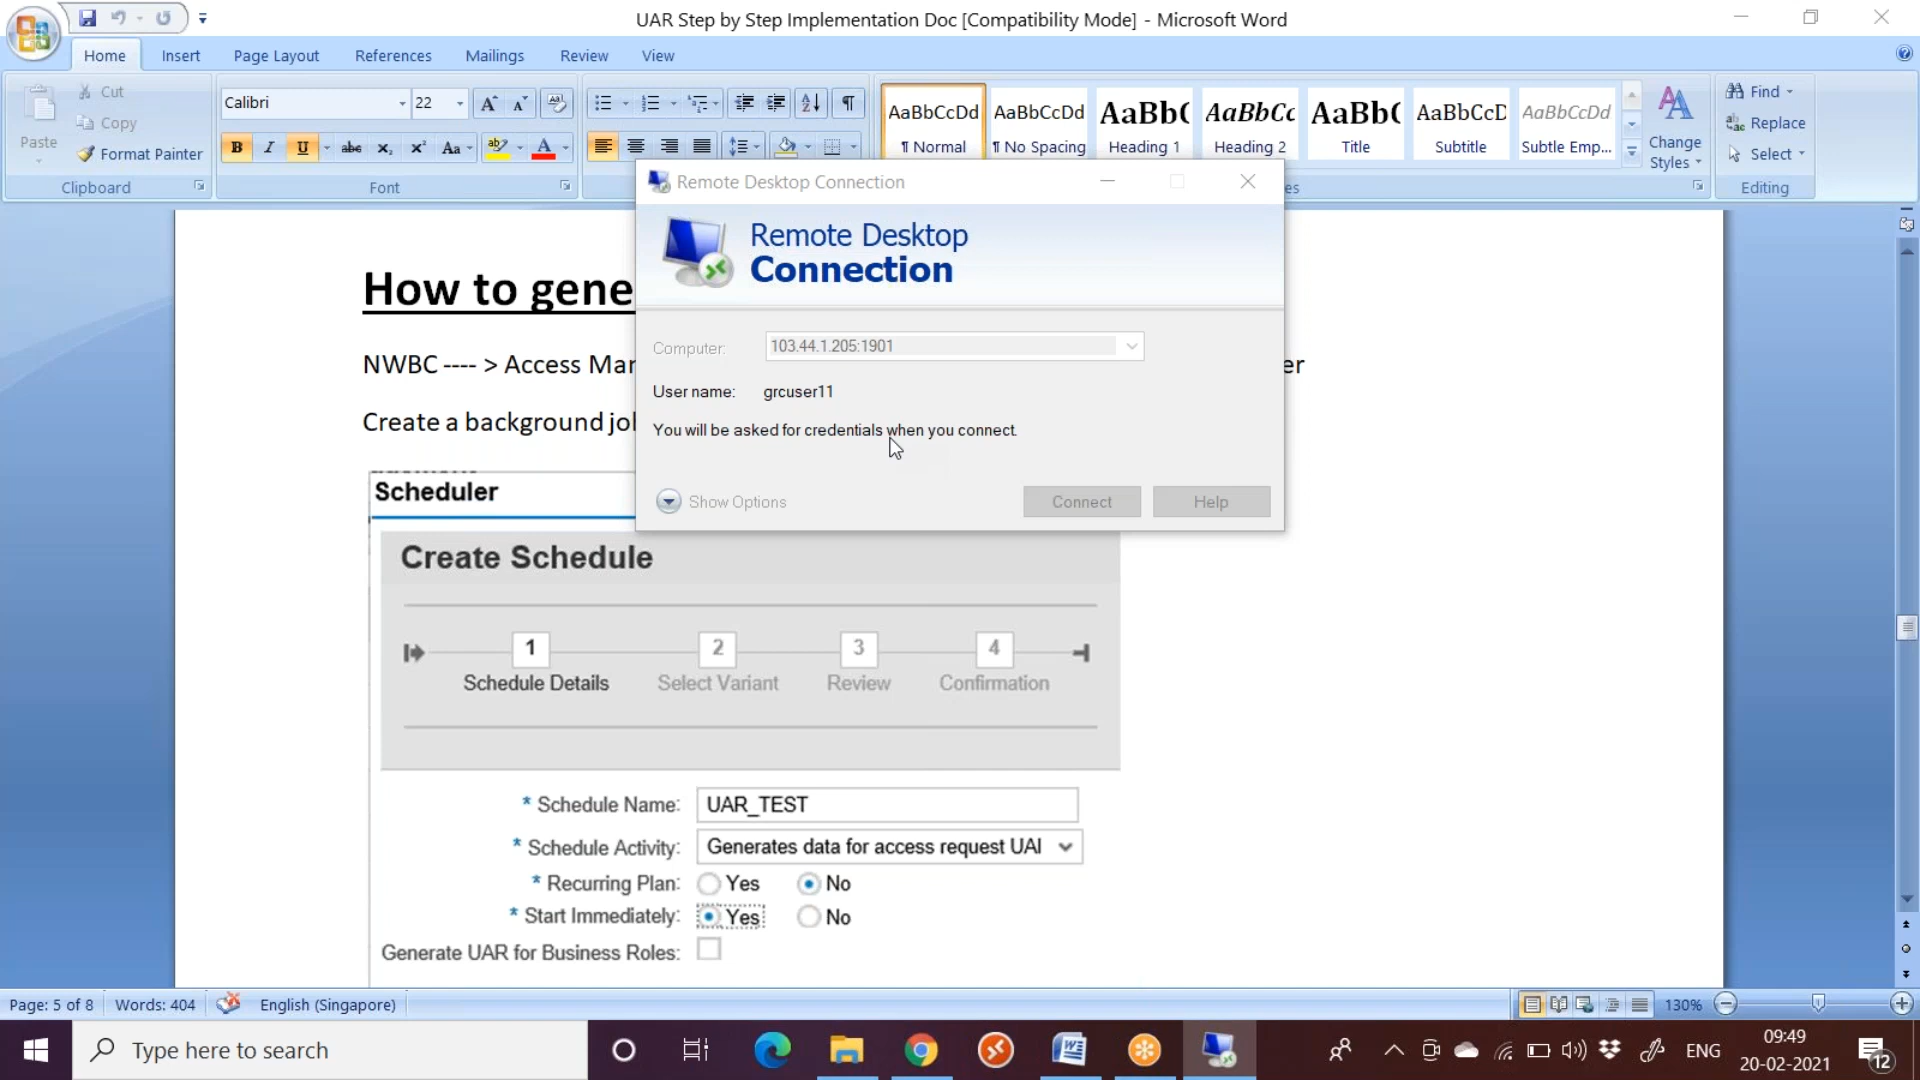 UAR Step by Step Implementation Doc [Compatibility Mode] - Microsoft Word
Home Insert Page Layout References Mailings Review View
Paste
Cut
Copy
Format Painter
Clipboard
Calibri 22
B I U abc x₂ x² Aa ab A
Font
AaBbCcDd
¶ Normal
AaBbCcDd
¶ No Spacing
AaBb(
Heading 1
AaBbCc
Heading 2
AaBb(
Title
AaBbCcD
Subtitle
AaBbCcDd
Subtle Emp...
Change
Styles
es
Find
Replace
Select
Editing
Remote Desktop Connection
Remote Desktop
Connection
Computer: 103.44.1.205:1901
User name: grcuser11
You will be asked for credentials when you connect.
Show Options Connect Help
How to gene
NWBC ---- > Access Mar er
Create a background jol
Scheduler
Create Schedule
1 2 3 4
Schedule Details Select Variant Review Confirmation
* Schedule Name: UAR_TEST
* Schedule Activity: Generates data for access request UAI
* Recurring Plan: Yes No
* Start Immediately: Yes No
Generate UAR for Business Roles:
Page: 5 of 8 Words: 404 English (Singapore) 130%
Type here to search
ENG
09:49
20-02-2021
12